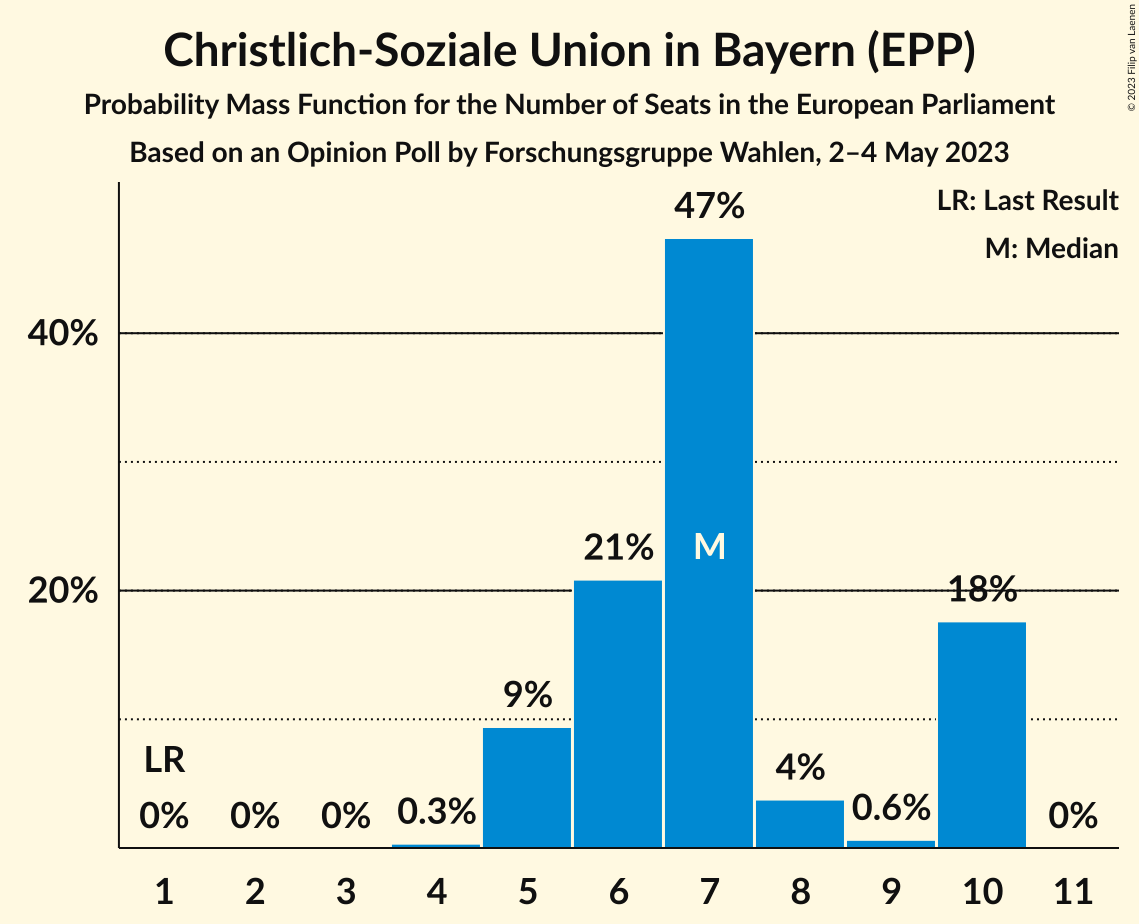 Christlich-Soziale Union in Bayern (EPP)
Probability Mass Function for the Number of Seats in the European Parliament
Based on an Opinion Poll by Forschungsgruppe Wahlen, 2–4 May 2023
© 2023 Filip van Laenen
LR: Last Result
M: Median
47%
40%
21%
M
20%
18%
9%
LR
4%
0% 0% 0% 0.3% 0.6% 0%
1 2 3 4 5 6 7 8 9 10 11